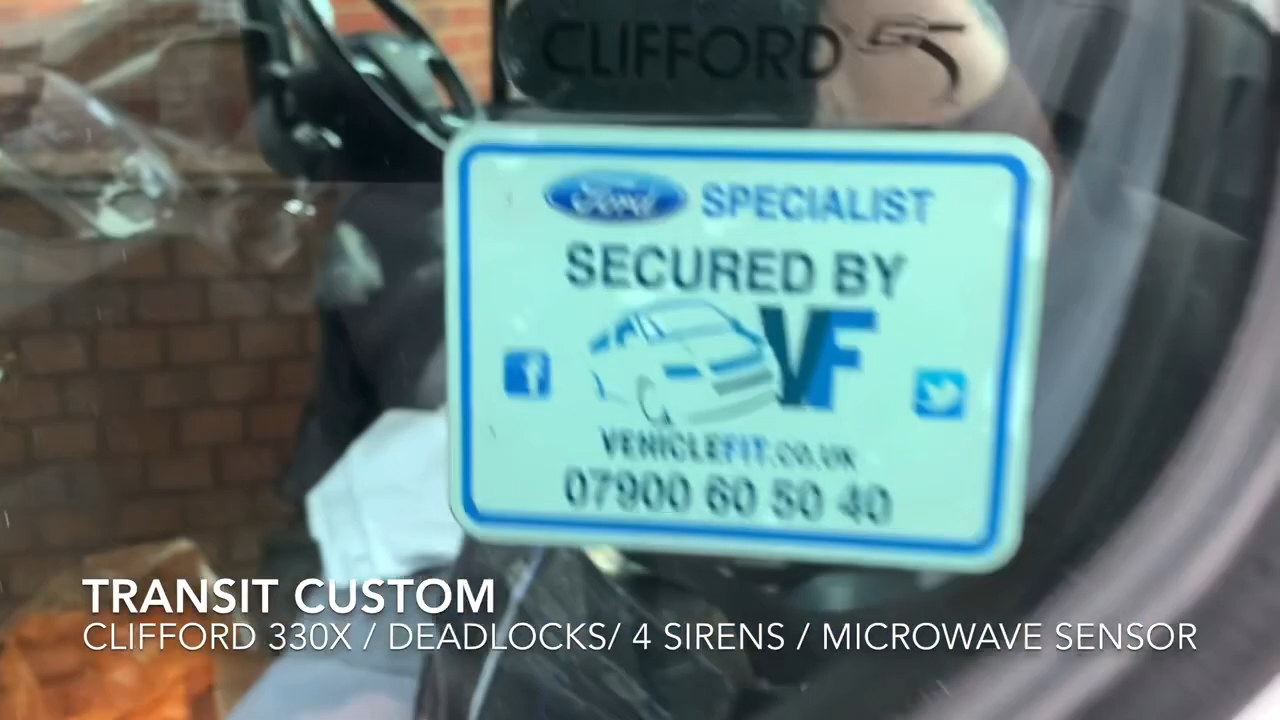 CLIFFORD
Ford SPECIALIST
SECURED BY
VF
VEHICLEFIT.CO.UK
07900 60 50 40
TRANSIT CUSTOM
CLIFFORD 330X / DEADLOCKS/ 4 SIRENS / MICROWAVE SENSOR